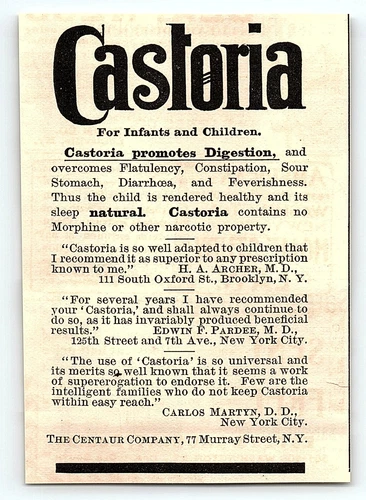 Castoria
For Infants and Children.
Castoria promotes Digestion, and
overcomes Flatulency, Constipation, Sour
Stomach, Diarrhœa, and Feverishness.
Thus the child is rendered healthy and its
sleep natural. Castoria contains no
Morphine or other narcotic property.
“Castoria is so well adapted to children that
I recommend it as superior to any prescription
known to me.” H. A. ARCHER, M. D.,
111 South Oxford St., Brooklyn, N. Y.
“For several years I have recommended
your ‘Castoria,’ and shall always continue to
do so, as it has invariably produced beneficial
results.” EDWIN F. PARDEE, M. D.,
125th Street and 7th Ave., New York City.
“The use of ‘Castoria’ is so universal and
its merits so well known that it seems a work
of supererogation to endorse it. Few are the
intelligent families who do not keep Castoria
within easy reach.”
CARLOS MARTYN, D. D.,
New York City.
THE CENTAUR COMPANY, 77 Murray Street, N. Y.